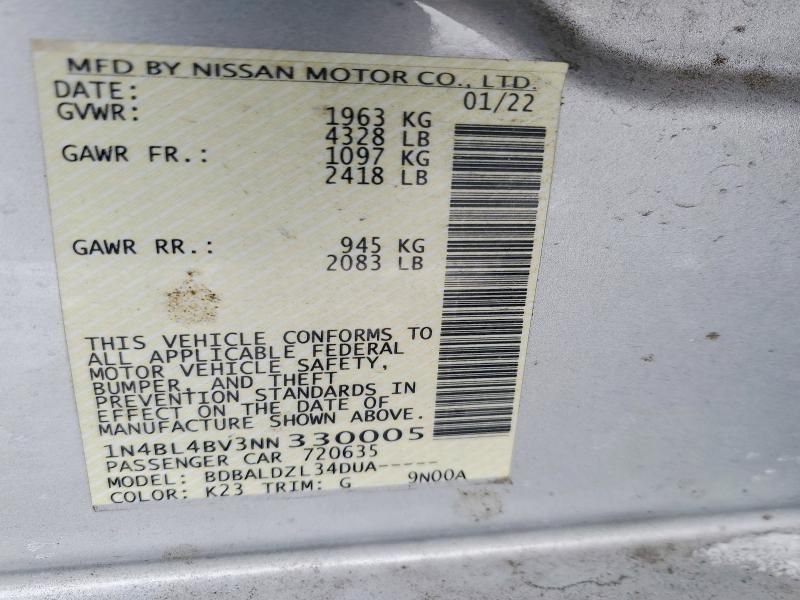 MFD BY NISSAN MOTOR CO., LTD.
DATE: 01/22
GVWR: 1963 KG
4328 LB
GAWR FR.: 1097 KG
2418 LB
GAWR RR.: 945 KG
2083 LB
THIS VEHICLE CONFORMS TO
ALL APPLICABLE FEDERAL
MOTOR VEHICLE SAFETY,
BUMPER, AND THEFT
PREVENTION STANDARDS IN
EFFECT ON THE DATE OF
MANUFACTURE SHOWN ABOVE.
1N4BL4BV3NN330005
PASSENGER CAR 720635
MODEL: BDBALDZL34DUA-----
COLOR: K23 TRIM: G 9N00A